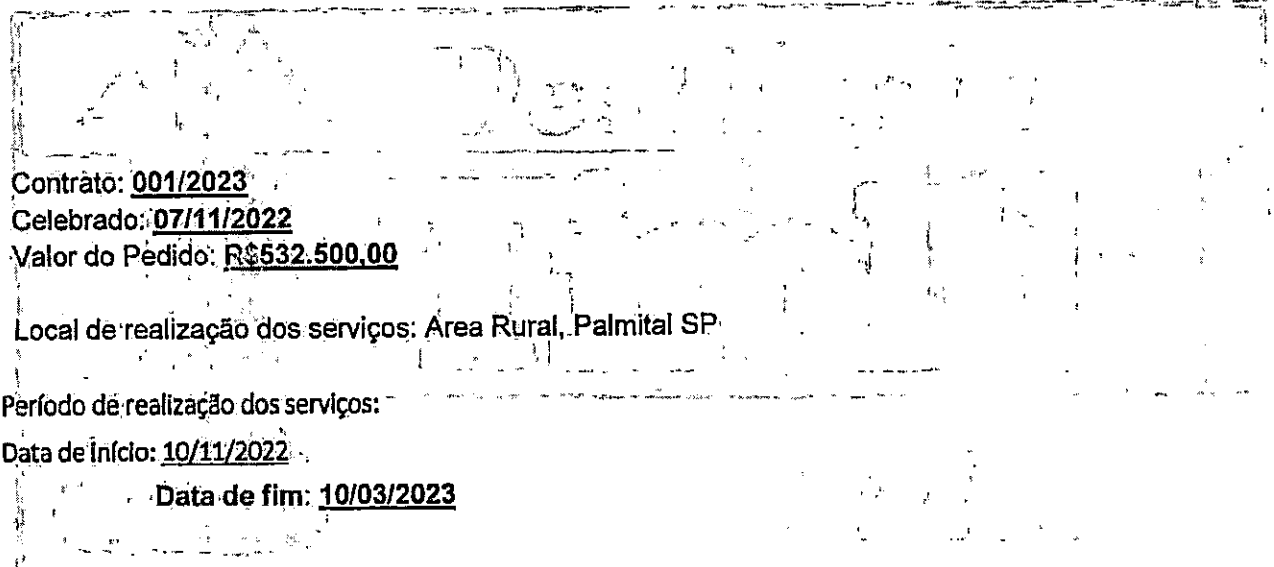 Contrato: 001/2023
Celebrado: 07/11/2022
Valor do Pedido: R$532.500,00
Local de realização dos serviços: Área Rural, Palmital SP
Período de realização dos serviços:
Data de Início: 10/11/2022
Data de fim: 10/03/2023